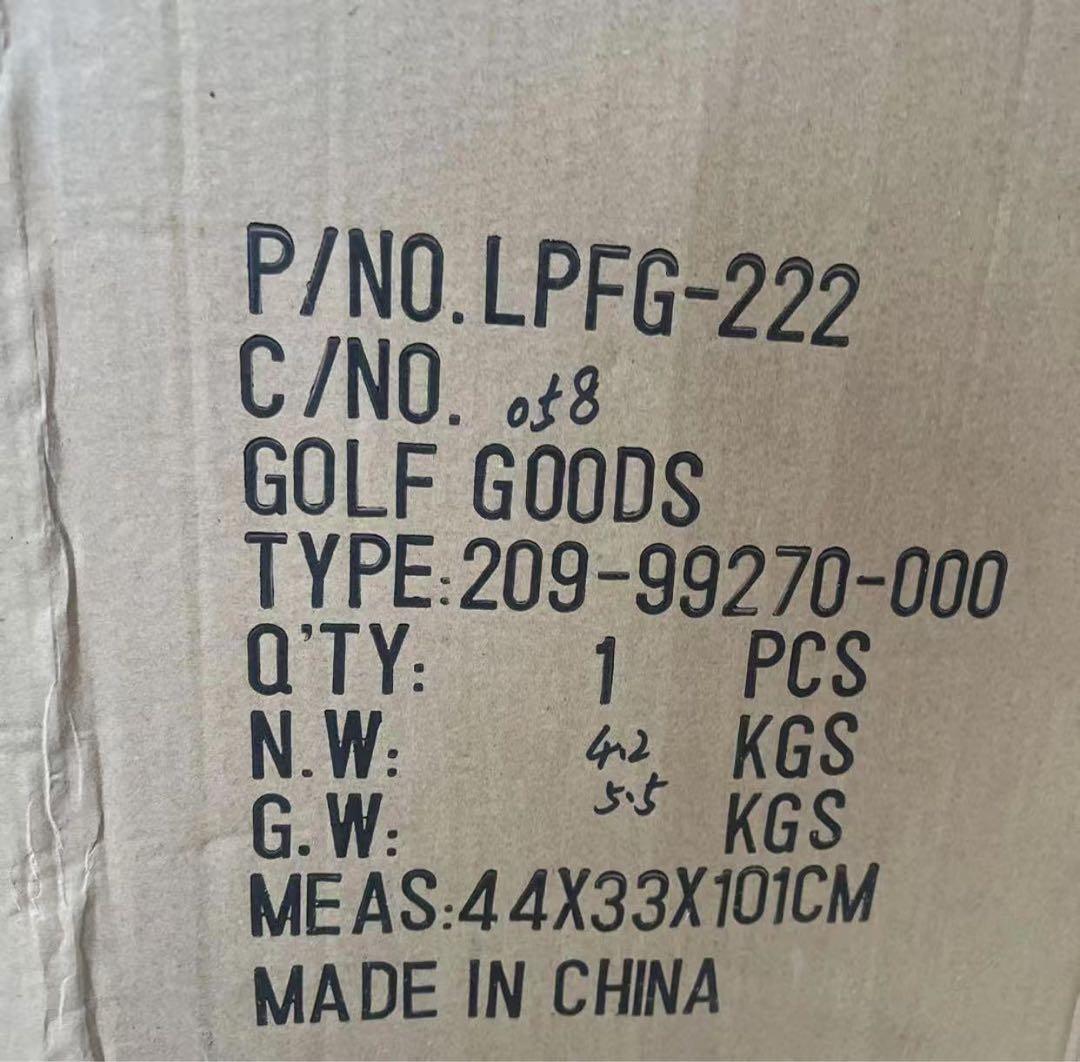 P/NO.LPFG-222
C/NO. 058
GOLF GOODS
TYPE:209-99270-000
Q'TY: 1 PCS
N.W: 4.2 KGS
G.W: 5.5 KGS
MEAS:44X33X101CM
MADE IN CHINA